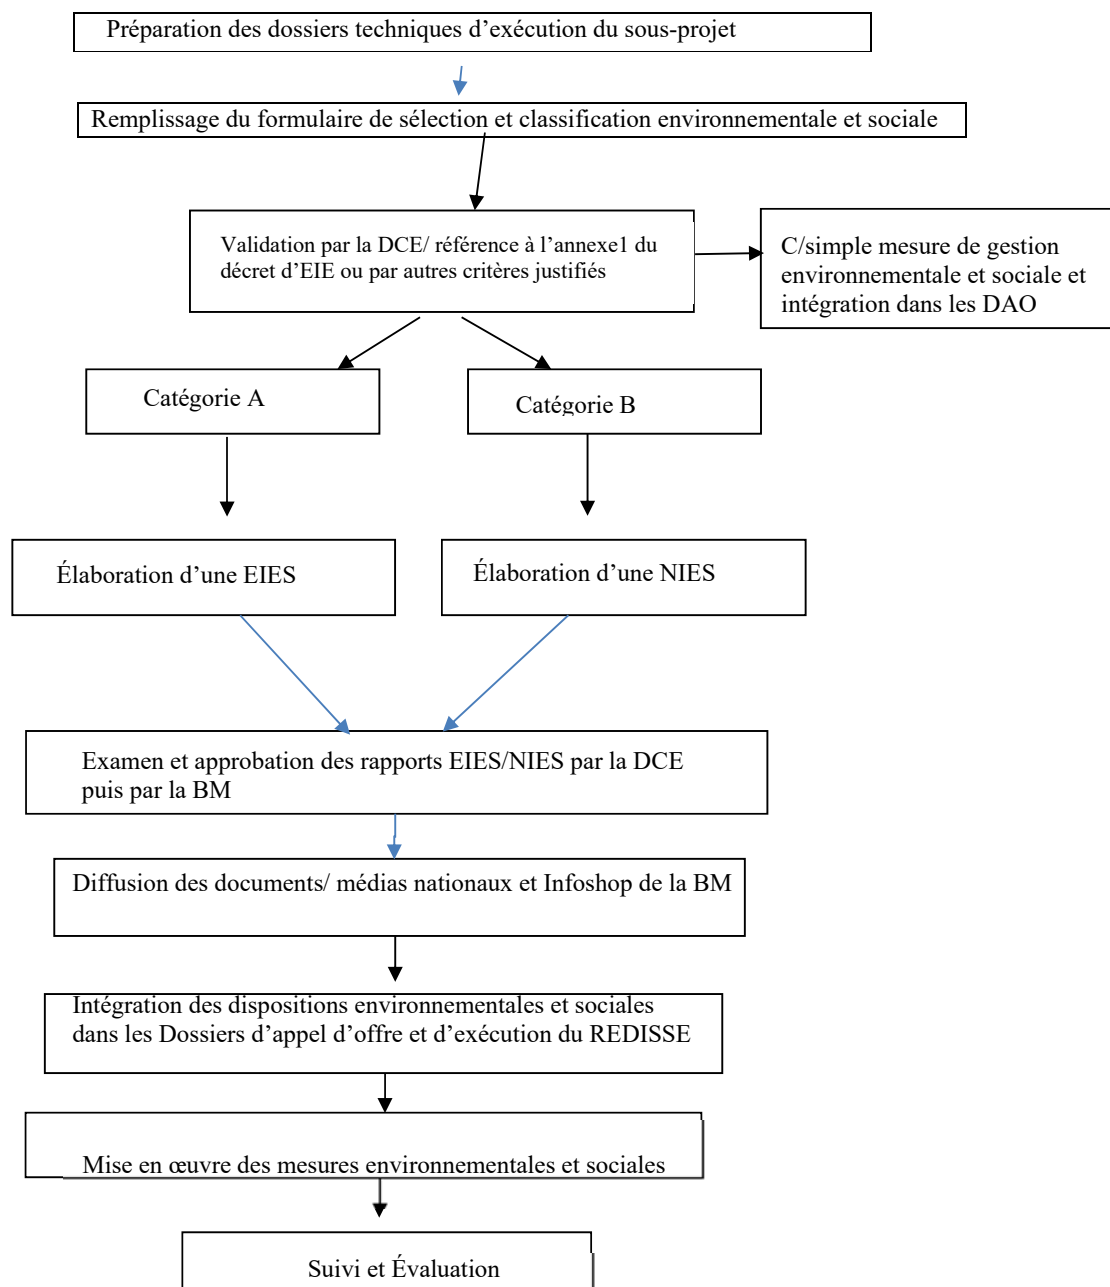 Préparation des dossiers techniques d’exécution du sous-projet
Remplissage du formulaire de sélection et classification environnementale et sociale
Validation par la DCE/ référence à l’annexe1 du
décret d’EIE ou par autres critères justifiés
C/simple mesure de gestion
environnementale et sociale et
intégration dans les DAO
Catégorie A
Catégorie B
Élaboration d’une EIES
Élaboration d’une NIES
Examen et approbation des rapports EIES/NIES par la DCE
puis par la BM
Diffusion des documents/ médias nationaux et Infoshop de la BM
Intégration des dispositions environnementales et sociales
dans les Dossiers d’appel d’offre et d’exécution du REDISSE
Mise en œuvre des mesures environnementales et sociales
Suivi et Évaluation